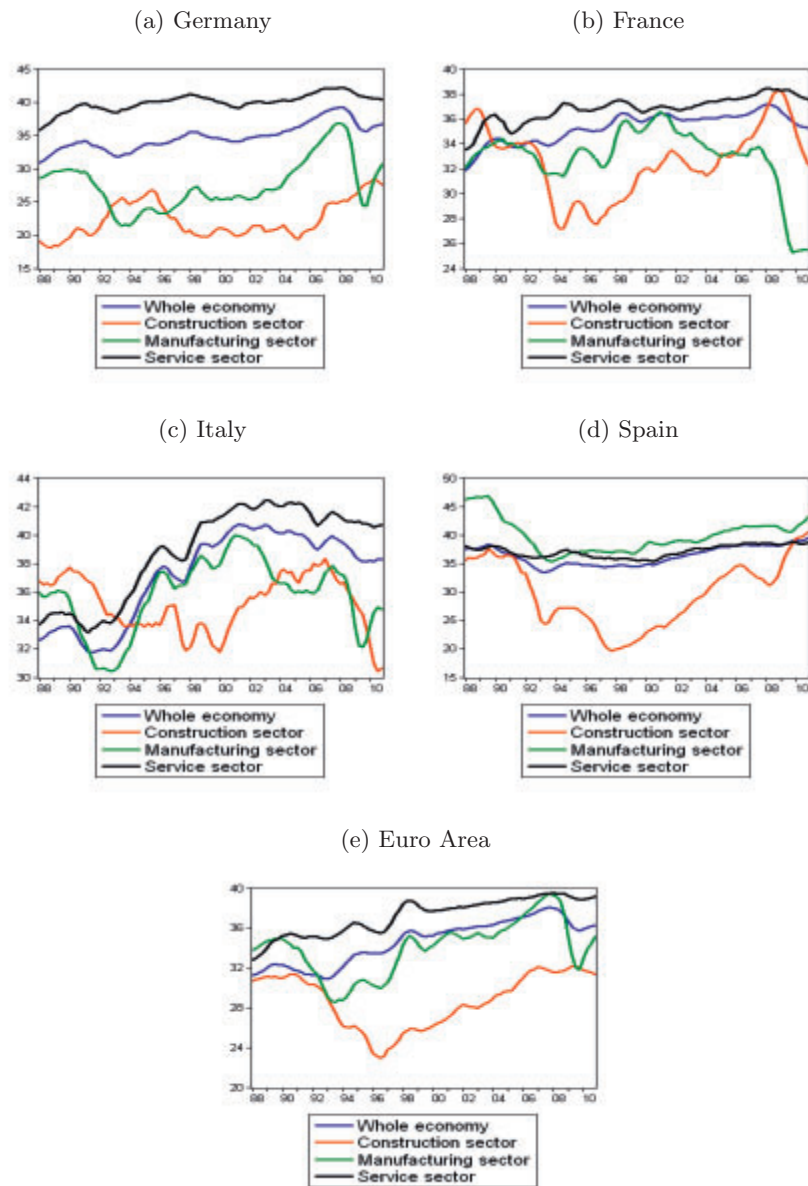 (a) Germany
45
40
35
30
25
20
15
88 90 92 94 96 98 00 02 04 06 08 10
Whole economy
Construction sector
Manufacturing sector
Service sector
(b) France
40
38
36
34
32
30
28
26
24
88 90 92 94 96 98 00 02 04 06 08 10
Whole economy
Construction sector
Manufacturing sector
Service sector
(c) Italy
44
42
40
38
36
34
32
30
88 90 92 94 96 98 00 02 04 06 08 10
Whole economy
Construction sector
Manufacturing sector
Service sector
(d) Spain
50
45
40
35
30
25
20
15
88 90 92 94 96 98 00 02 04 06 08 10
Whole economy
Construction sector
Manufacturing sector
Service sector
(e) Euro Area
40
36
32
28
24
20
88 90 92 94 96 98 00 02 04 06 08 10
Whole economy
Construction sector
Manufacturing sector
Service sector